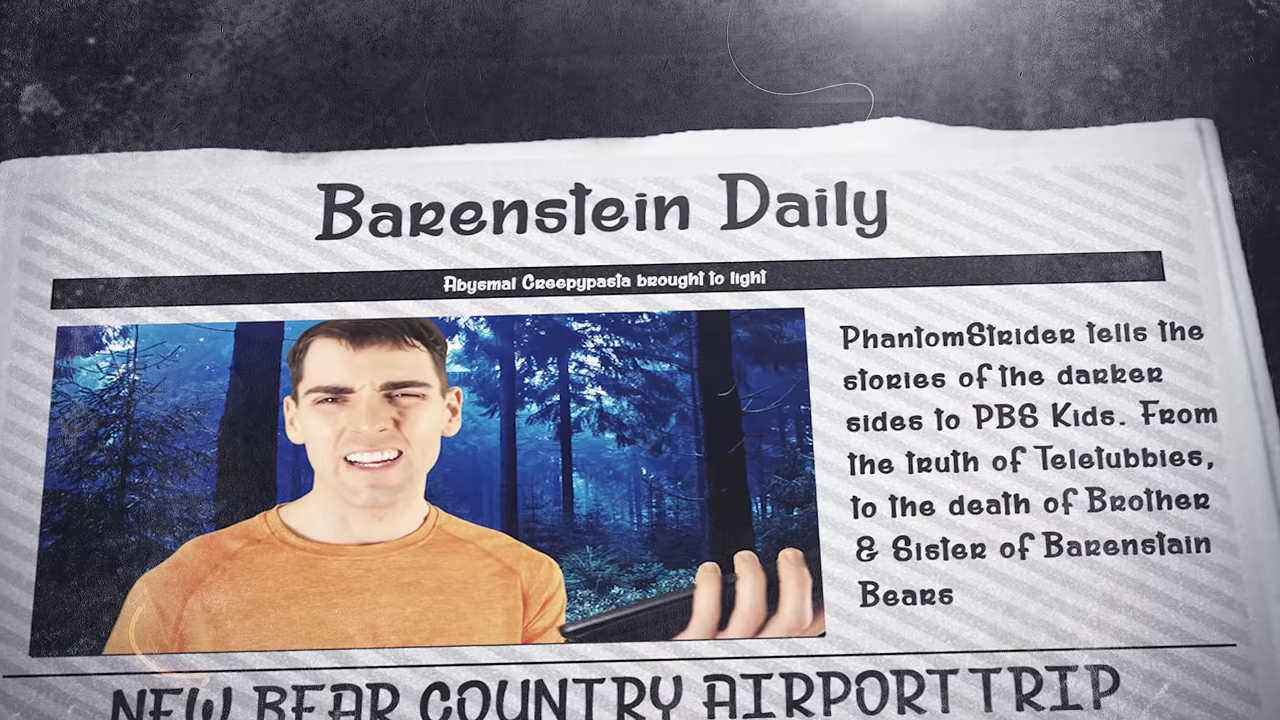 Barenstein Daily
Abysmal Creepypasta brought to light
PhantomStrider tells the
stories of the darker
sides to PBS Kids. From
the truth of Teletubbies,
to the death of Brother
& Sister of Barenstain
Bears
NEW BEAR COUNTRY AIRPORT TRIP